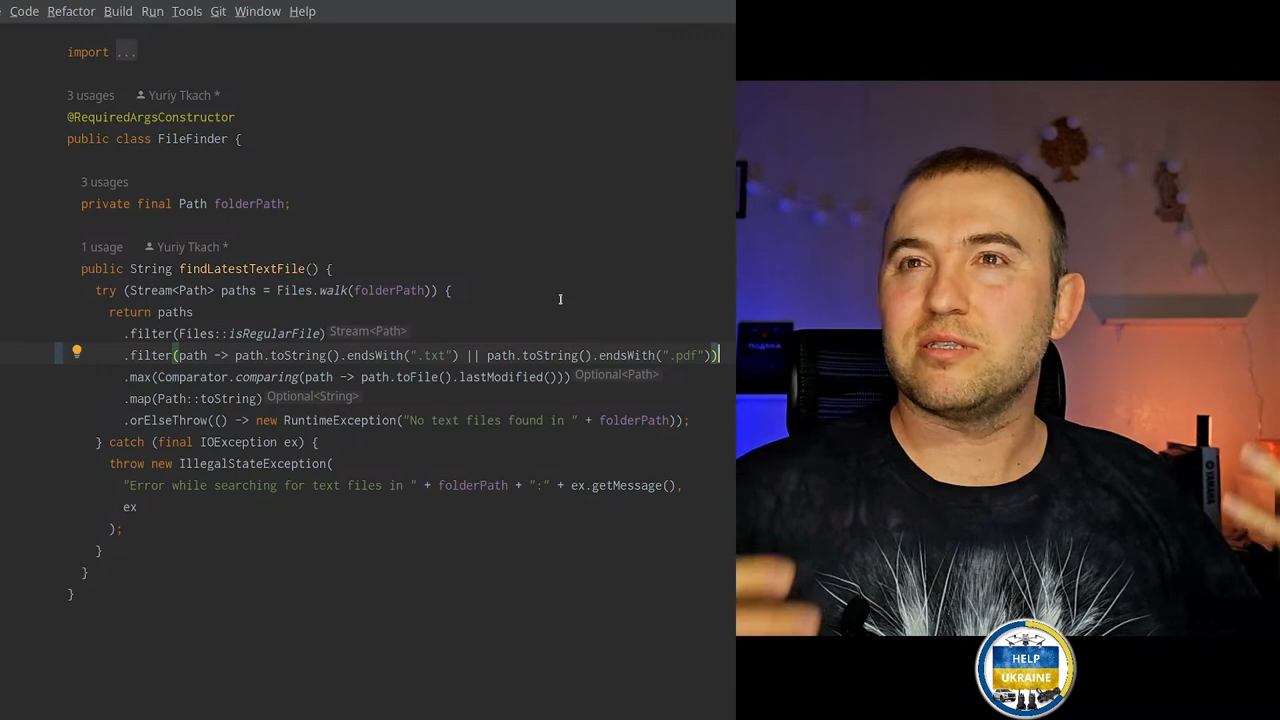 Code Refactor Build Run Tools Git Window Help
import ...
3 usages Yuriy Tkach *
@RequiredArgsConstructor
public class FileFinder {
3 usages
private final Path folderPath;
1 usage Yuriy Tkach *
public String findLatestTextFile() {
try (Stream<Path> paths = Files.walk(folderPath)) {
return paths
.filter(Files::isRegularFile) Stream<Path>
.filter(path -> path.toString().endsWith(".txt") || path.toString().endsWith(".pdf"))
.max(Comparator.comparing(path -> path.toFile().lastModified())) Optional<Path>
.map(Path::toString) Optional<String>
.orElseThrow(() -> new RuntimeException("No text files found in " + folderPath));
} catch (final IOException ex) {
throw new IllegalStateException(
"Error while searching for text files in " + folderPath + ":" + ex.getMessage(),
ex
);
}
}
}
YAMAHA
HELP
UKRAINE